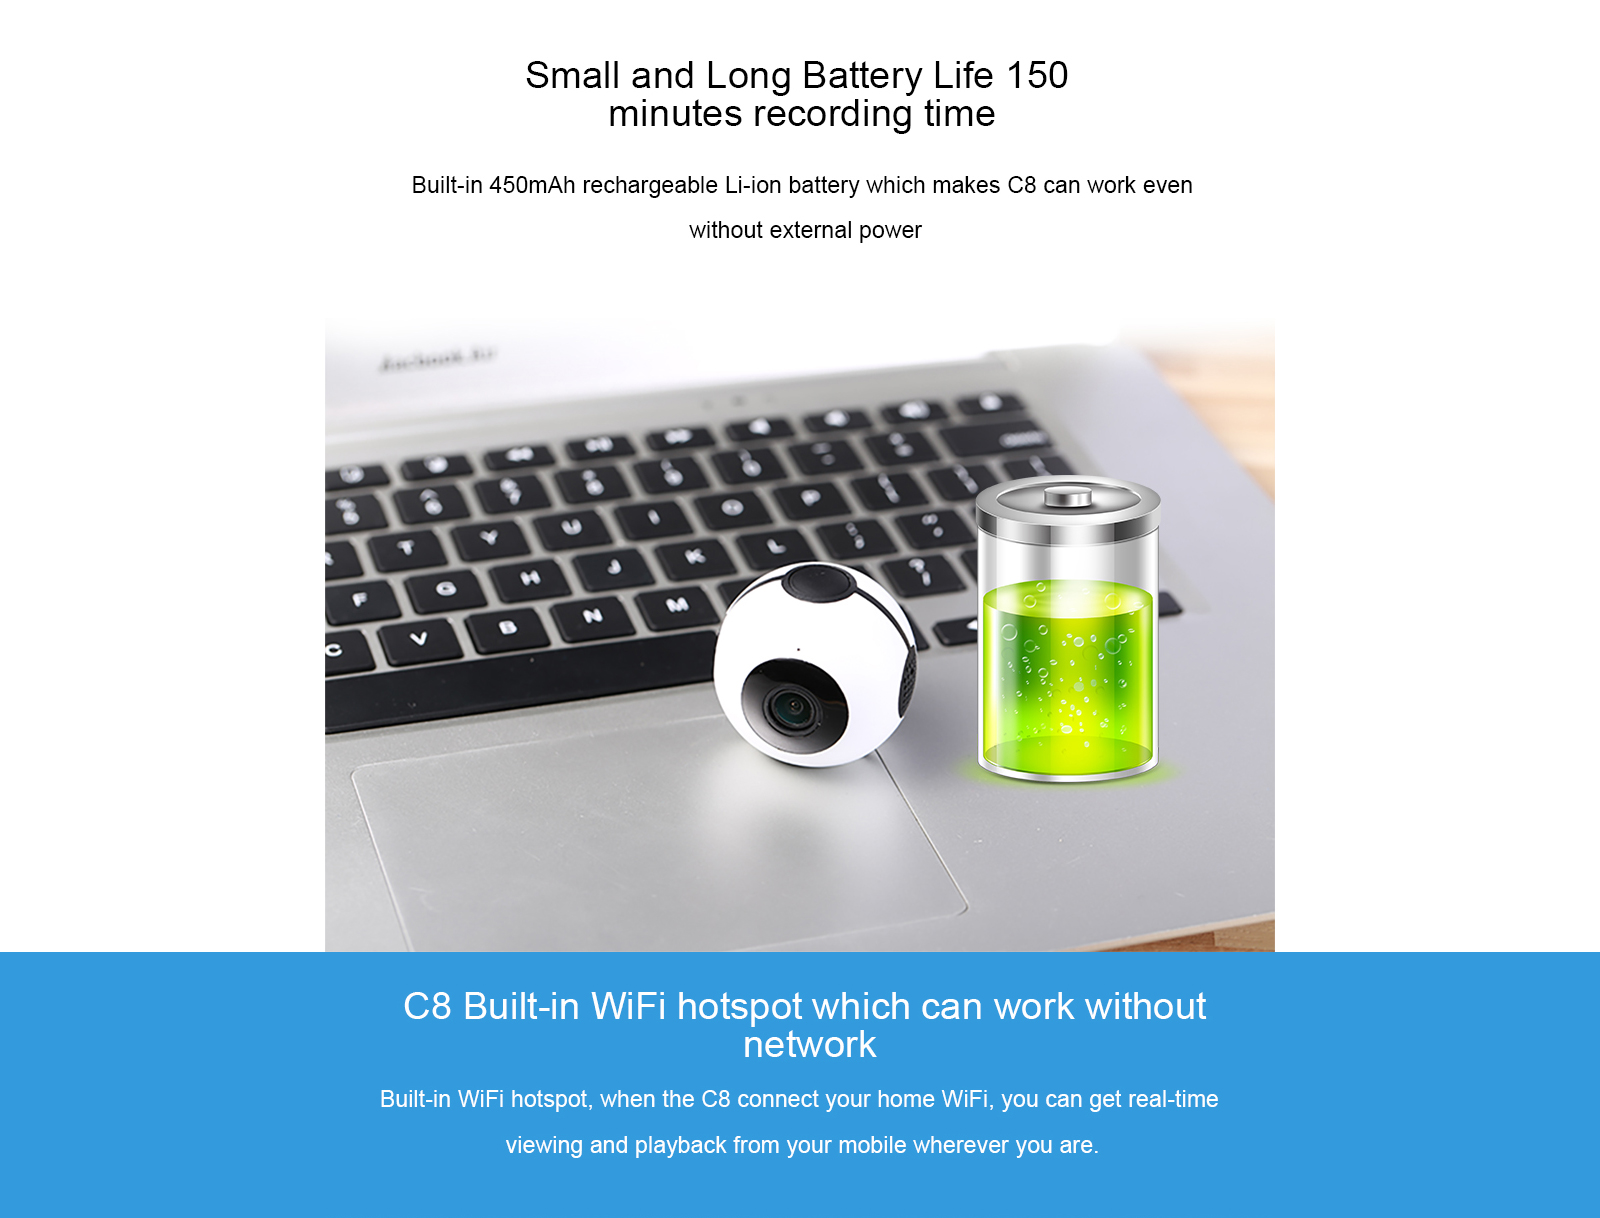 Small and Long Battery Life 150
minutes recording time
Built-in 450mAh rechargeable Li-ion battery which makes C8 can work even
without external power
T
Y
U
I
O
P
F
G
H
J
K
L
C
V
B
N
M
C8 Built-in WiFi hotspot which can work without
network
Built-in WiFi hotspot, when the C8 connect your home WiFi, you can get real-time
viewing and playback from your mobile wherever you are.